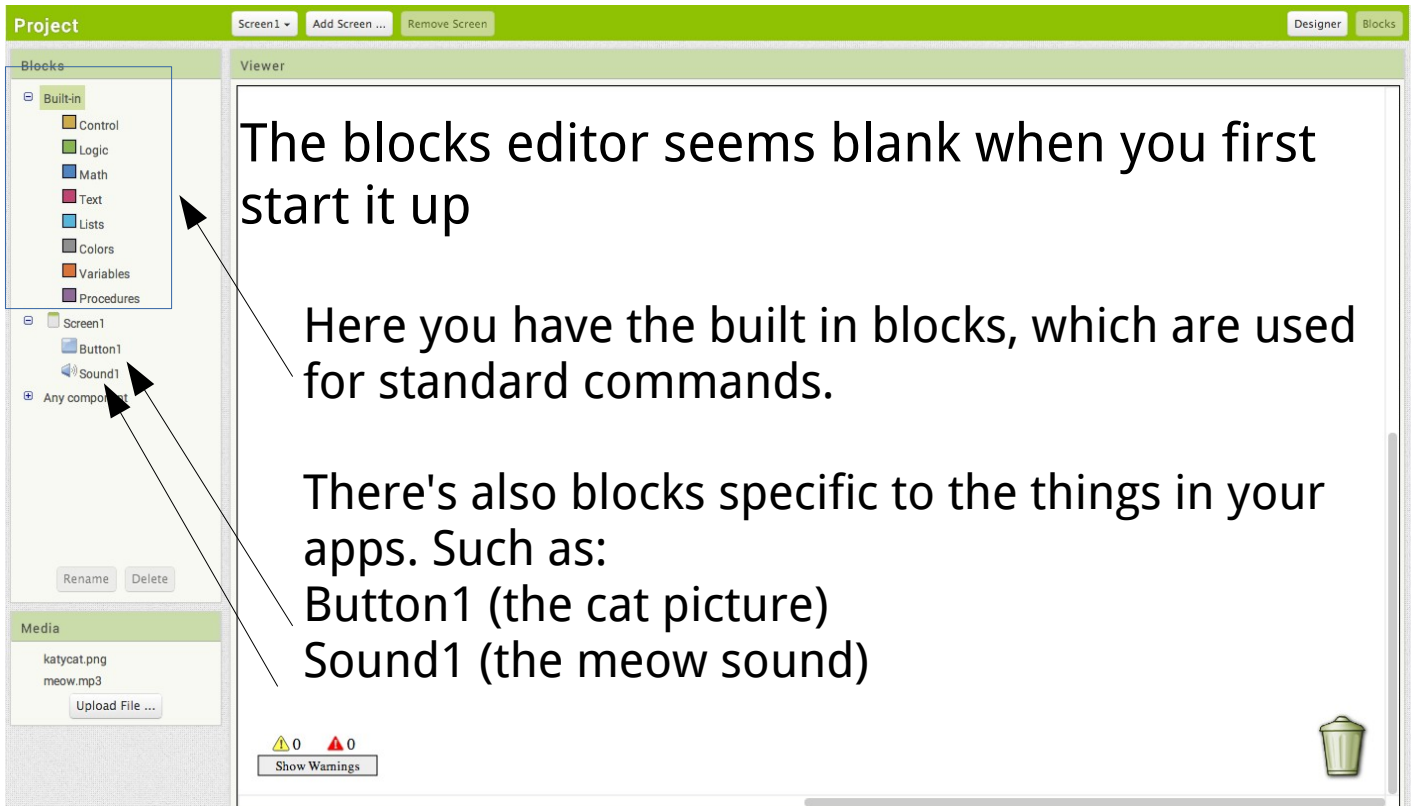 Project
Screen1
Add Screen ...
Remove Screen
Designer
Blocks
Blocks
Built-in
Control
Logic
Math
Text
Lists
Colors
Variables
Procedures
Screen1
Button1
Sound1
Any component
Rename
Delete
Media
katycat.png
meow.mp3
Upload File ...
Viewer
The blocks editor seems blank when you first
start it up
Here you have the built in blocks, which are used
for standard commands.
There's also blocks specific to the things in your
apps. Such as:
Button1 (the cat picture)
Sound1 (the meow sound)
0
0
Show Warnings